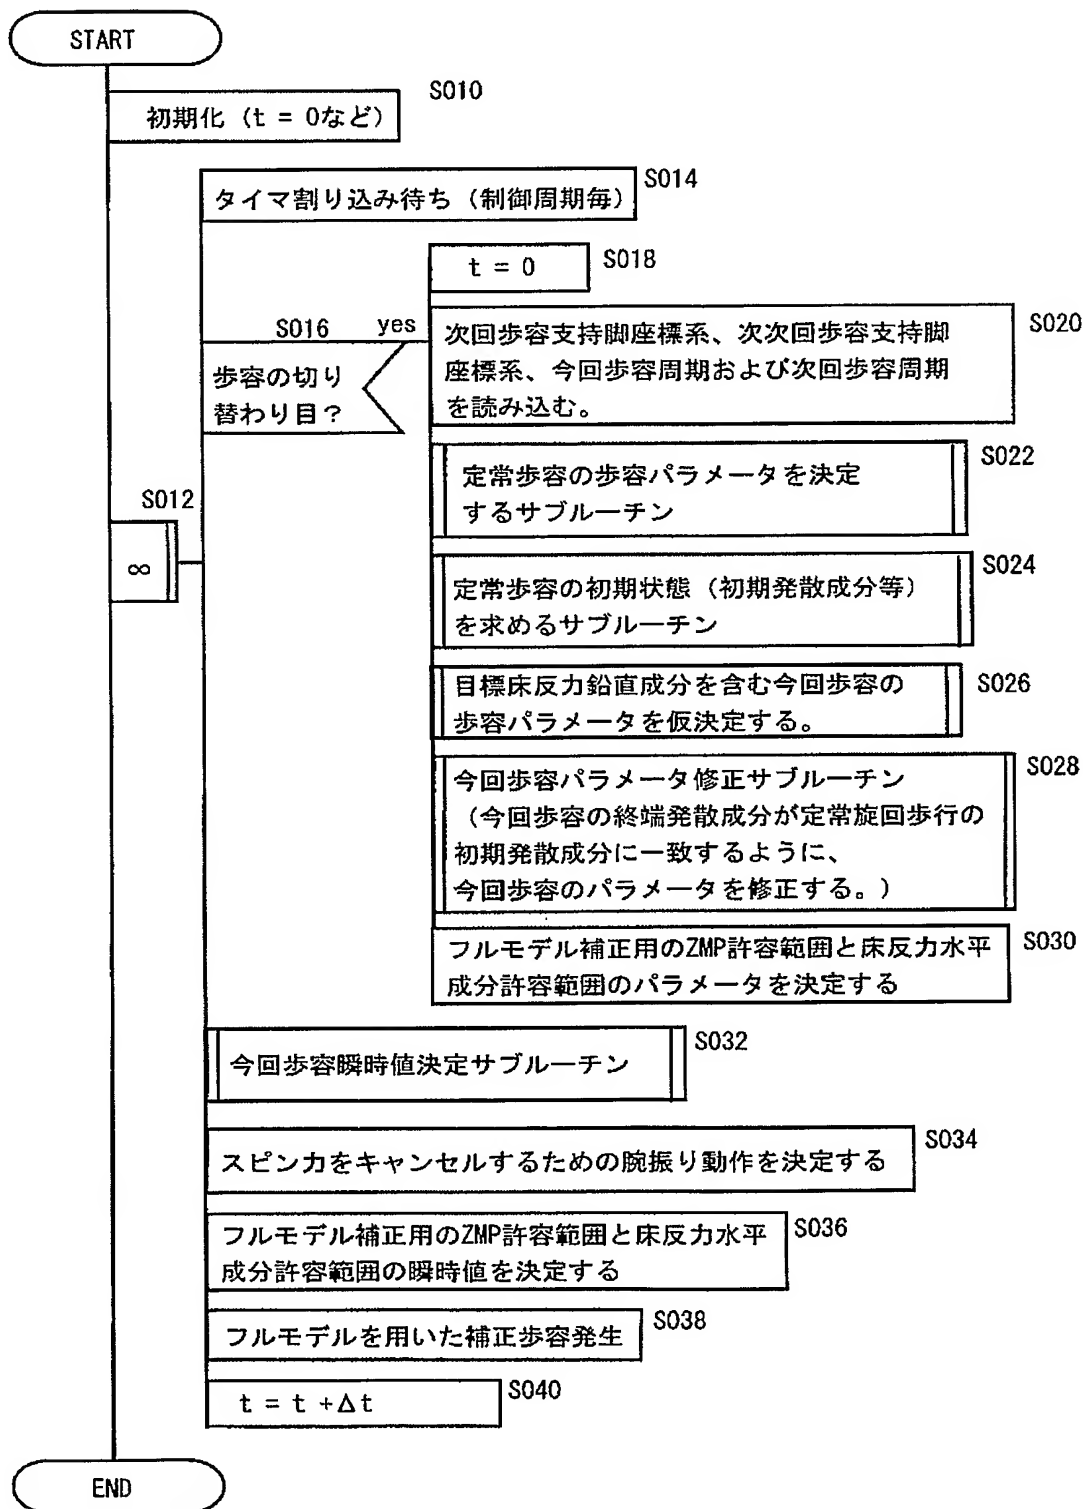 START
S010
初期化 (t = 0など)
S014
タイマ割り込み待ち (制御周期毎)
S018
t = 0
S016
yes
歩容の切り
替わり目?
S020
次回歩容支持脚座標系、次次回歩容支持脚
座標系、今回歩容周期および次回歩容周期
を読み込む。
S022
定常歩容の歩容パラメータを決定
するサブルーチン
S012
∞
S024
定常歩容の初期状態 (初期発散成分等)
を求めるサブルーチン
S026
目標床反力鉛直成分を含む今回歩容の
歩容パラメータを仮決定する。
S028
今回歩容パラメータ修正サブルーチン
(今回歩容の終端発散成分が定常旋回歩行の
初期発散成分に一致するように、
今回歩容のパラメータを修正する。)
S030
フルモデル補正用のZMP許容範囲と床反力水平
成分許容範囲のパラメータを決定する
S032
今回歩容瞬時値決定サブルーチン
S034
スピン力をキャンセルするための腕振り動作を決定する
S036
フルモデル補正用のZMP許容範囲と床反力水平
成分許容範囲の瞬時値を決定する
S038
フルモデルを用いた補正歩容発生
S040
t = t +Δt
END